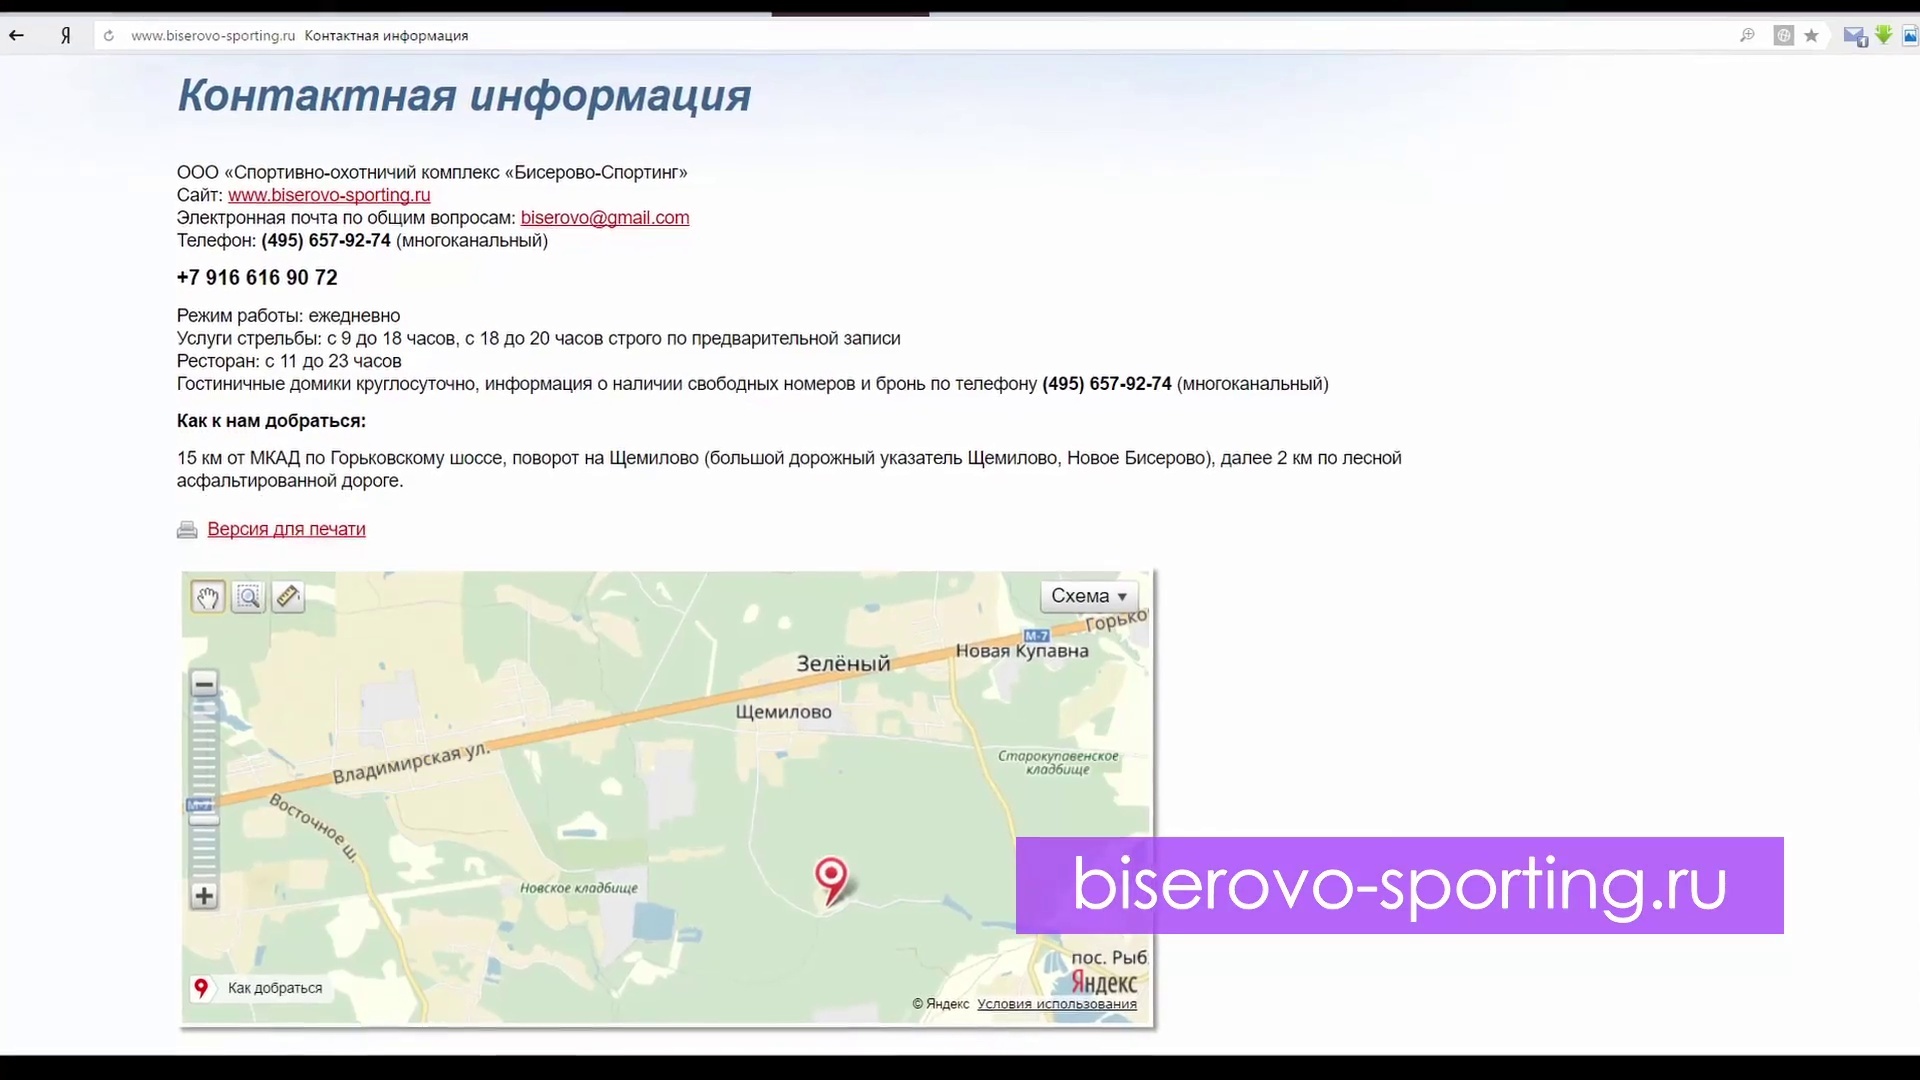 Я
www.biserovo-sporting.ru Контактная информация
1
Контактная информация
ООО «Спортивно-охотничий комплекс «Бисерово-Спортинг»
Сайт: www.biserovo-sporting.ru
Электронная почта по общим вопросам: biserovo@gmail.com
Телефон: (495) 657-92-74 (многоканальный)
+7 916 616 90 72
Режим работы: ежедневно
Услуги стрельбы: с 9 до 18 часов, с 18 до 20 часов строго по предварительной записи
Ресторан: с 11 до 23 часов
Гостиничные домики круглосуточно, информация о наличии свободных номеров и бронь по телефону (495) 657-92-74 (многоканальный)
Как к нам добраться:
15 км от МКАД по Горьковскому шоссе, поворот на Щемилово (большой дорожный указатель Щемилово, Новое Бисерово), далее 2 км по лесной
асфальтированной дороге.
Версия для печати
Схема
Горько
М-7
Новая Купавна
Зелёный
Щемилово
Владимирская ул.
Старокупавенское
кладбище
М-7
Восточное ш.
Новское кладбище
biserovo-sporting.ru
пос. Рыб
Яндекс
Как добраться
© Яндекс Условия использования